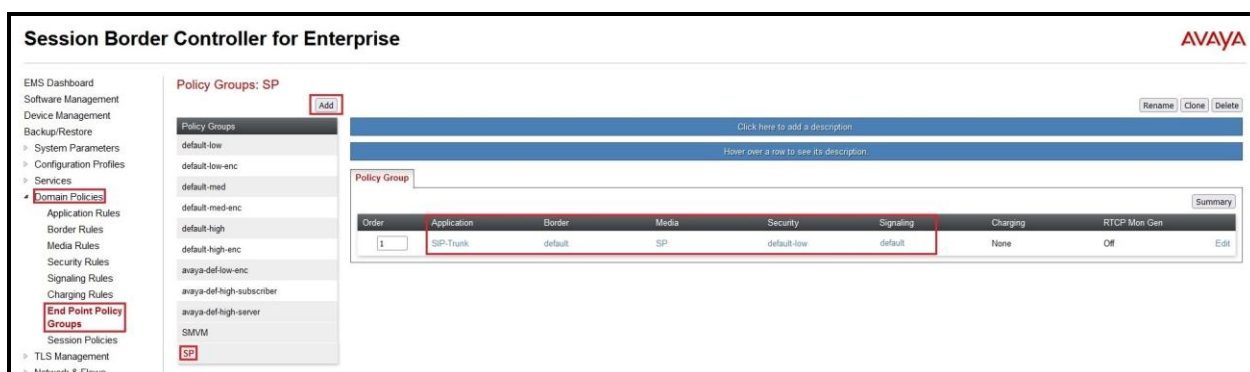 Session Border Controller for Enterprise
AVAYA
EMS Dashboard
Software Management
Device Management
Backup/Restore
System Parameters
Configuration Profiles
Services
Domain Policies
Application Rules
Border Rules
Media Rules
Security Rules
Signaling Rules
Charging Rules
End Point Policy
Groups
Session Policies
TLS Management
Network & Flows
Policy Groups: SP
Add
Rename Clone Delete
Policy Groups
default-low
default-low-enc
default-med
default-med-enc
default-high
default-high-enc
avaya-def-low-enc
avaya-def-high-subscriber
avaya-def-high-server
SMVM
SP
Click here to add a description.
Hover over a row to see its description.
Policy Group
Summary
Order Application Border Media Security Signaling Charging RTCP Mon Gen
1 SIP-Trunk default SP default-low default None Off Edit